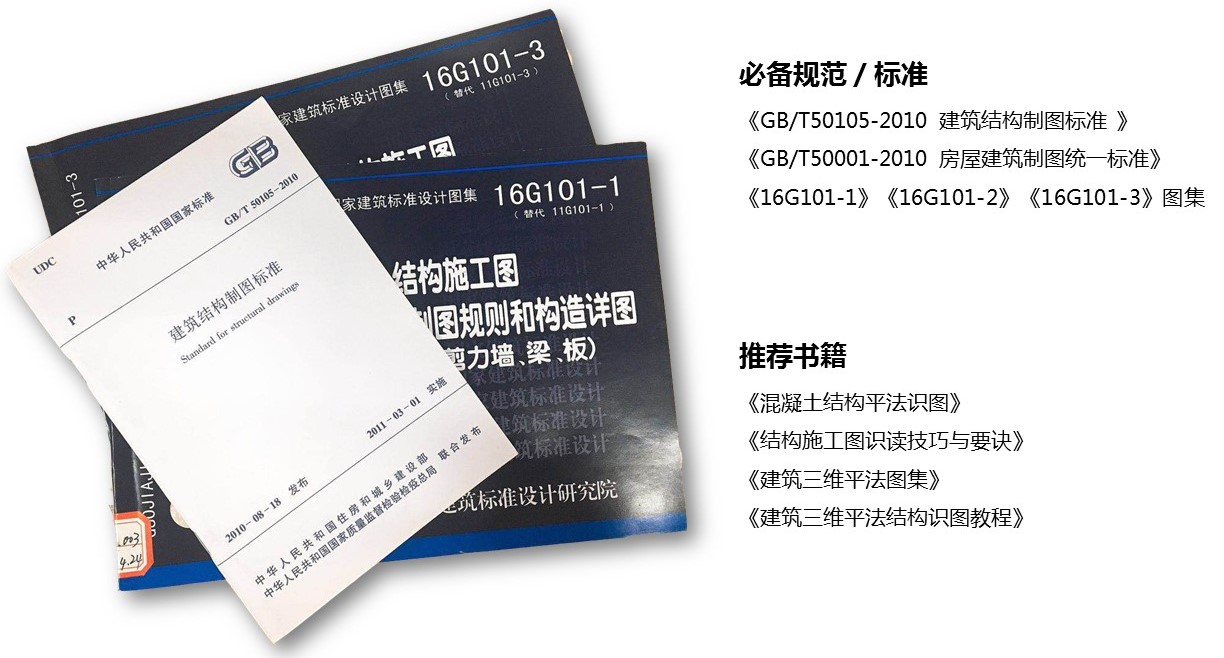 16G101-3
家建筑标准设计图集
( 替代 11G101-3 )
16G101-1
家建筑标准设计图集
( 替代 11G101-1 )
结构施工图
制图规则和构造详图
剪力墙、梁、板)
建筑标准设计研究院
GB
UDC
中华人民共和国国家标准
GB/T 50105-2010
P
建筑结构制图标准
Standard for structural drawings
2010-08-18 发布
2011-03-01 实施
中华人民共和国住房和城乡建设部
中华人民共和国国家质量监督检验检疫总局
联合发布
必备规范 / 标准
《GB/T50105-2010 建筑结构制图标准 》
《GB/T50001-2010 房屋建筑制图统一标准》
《16G101-1》《16G101-2》《16G101-3》图集
推荐书籍
《混凝土结构平法识图》
《结构施工图识读技巧与要诀》
《建筑三维平法图集》
《建筑三维平法结构识图教程》